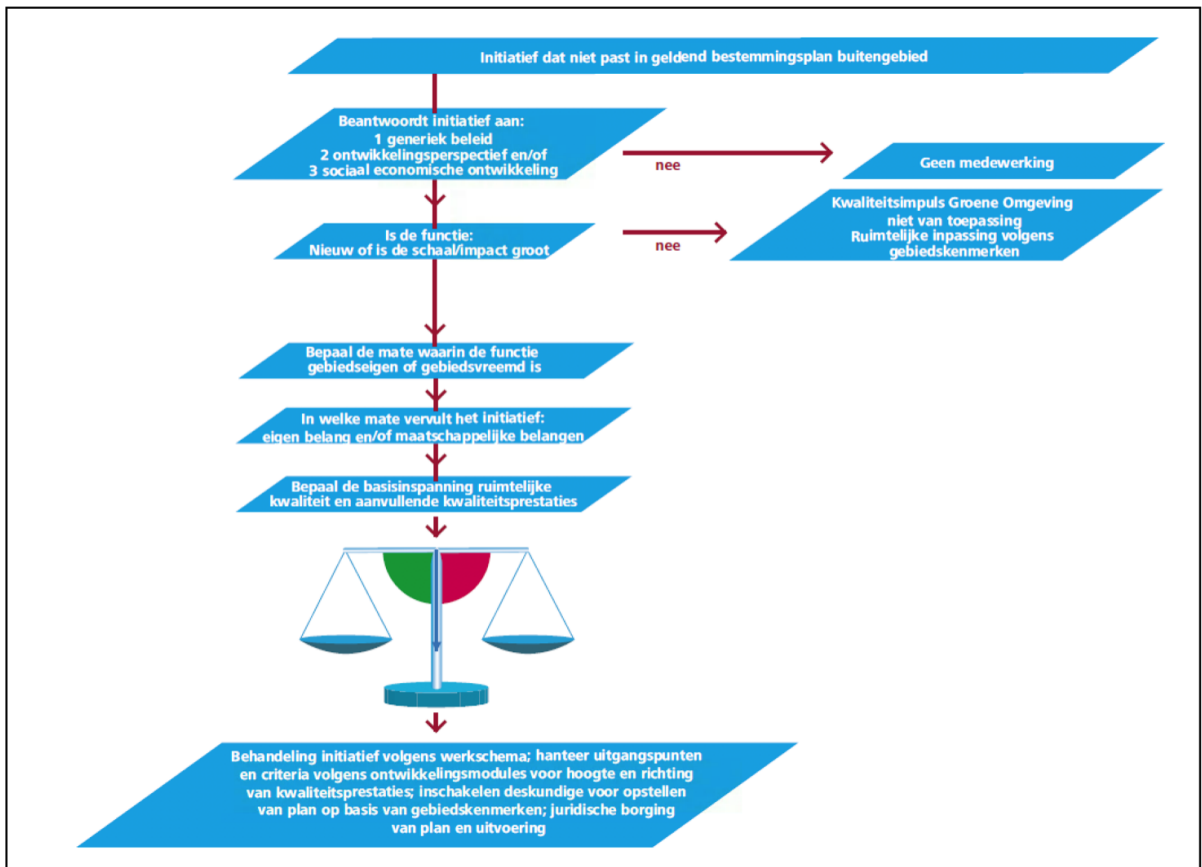 Initiatief dat niet past in geldend bestemmingsplan buitengebied
Beantwoordt initiatief aan:
1 generiek beleid
2 ontwikkelingsperspectief en/of
3 sociaal economische ontwikkeling
nee
Geen medewerking
Is de functie:
Nieuw of is de schaal/impact groot
nee
Kwaliteitsimpuls Groene Omgeving
niet van toepassing
Ruimtelijke inpassing volgens
gebiedskenmerken
Bepaal de mate waarin de functie
gebiedseigen of gebiedsvreemd is
In welke mate vervult het initiatief:
eigen belang en/of maatschappelijke belangen
Bepaal de basisinspanning ruimtelijke
kwaliteit en aanvullende kwaliteitsprestaties
Behandeling initiatief volgens werkschema; hanteer uitgangspunten
en criteria volgens ontwikkelingsmodules voor hoogte en richting
van kwaliteitsprestaties; inschakelen deskundige voor opstellen
van plan op basis van gebiedskenmerken; juridische borging
van plan en uitvoering